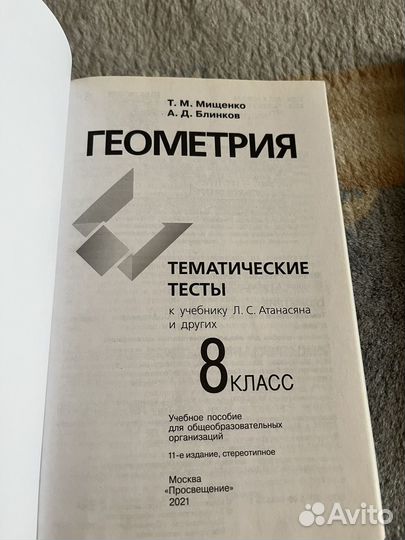 Т. М. Мищенко
А. Д. Блинков
ГЕОМЕТРИЯ
ТЕМАТИЧЕСКИЕ
ТЕСТЫ
к учебнику Л. С. Атанасяна
и других
8 КЛАСС
Учебное пособие
для общеобразовательных
организаций
11-е издание, стереотипное
Москва
«Просвещение»
2021
Avito